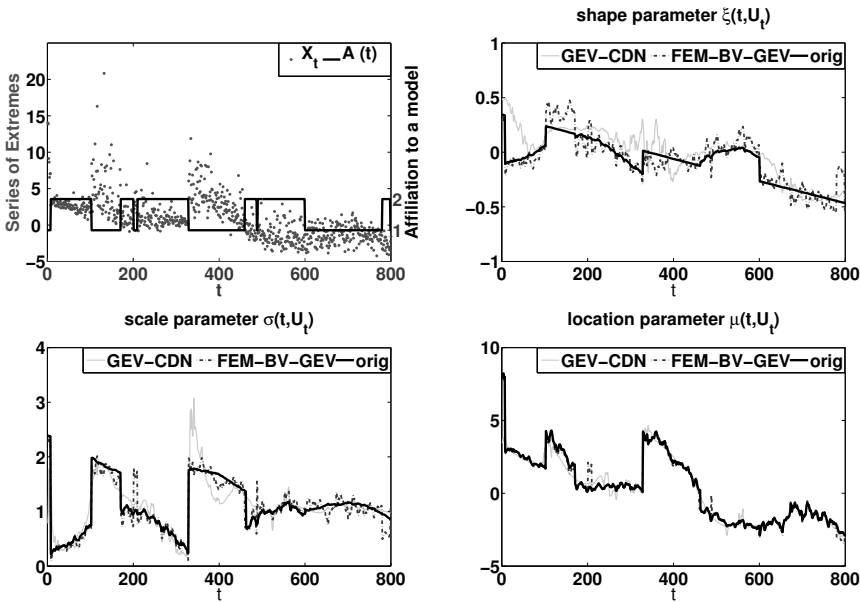 X_t A (t)
Series of Extremes
20
15
10
5
0
−5
0 200 400 600 800
t
2
1
Affiliation to a model
shape parameter ξ(t,U_t)
GEV−CDN FEM−BV−GEV orig
1
0.5
0
−0.5
−1
0 200 400 600 800
t
scale parameter σ(t,U_t)
GEV−CDN FEM−BV−GEV orig
4
3
2
1
0
0 200 400 600 800
t
location parameter μ(t,U_t)
GEV−CDN FEM−BV−GEV orig
10
5
0
−5
0 200 400 600 800
t